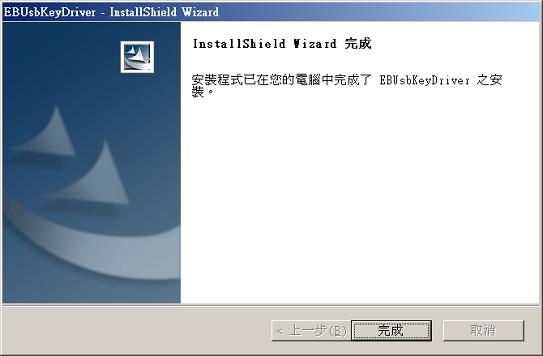 EBUsbKeyDriver - InstallShield Wizard
InstallShield Wizard 完成
安裝程式已在您的電腦中完成了 EBUsbKeyDriver 之安
裝。
< 上一步(B) 完成 取消